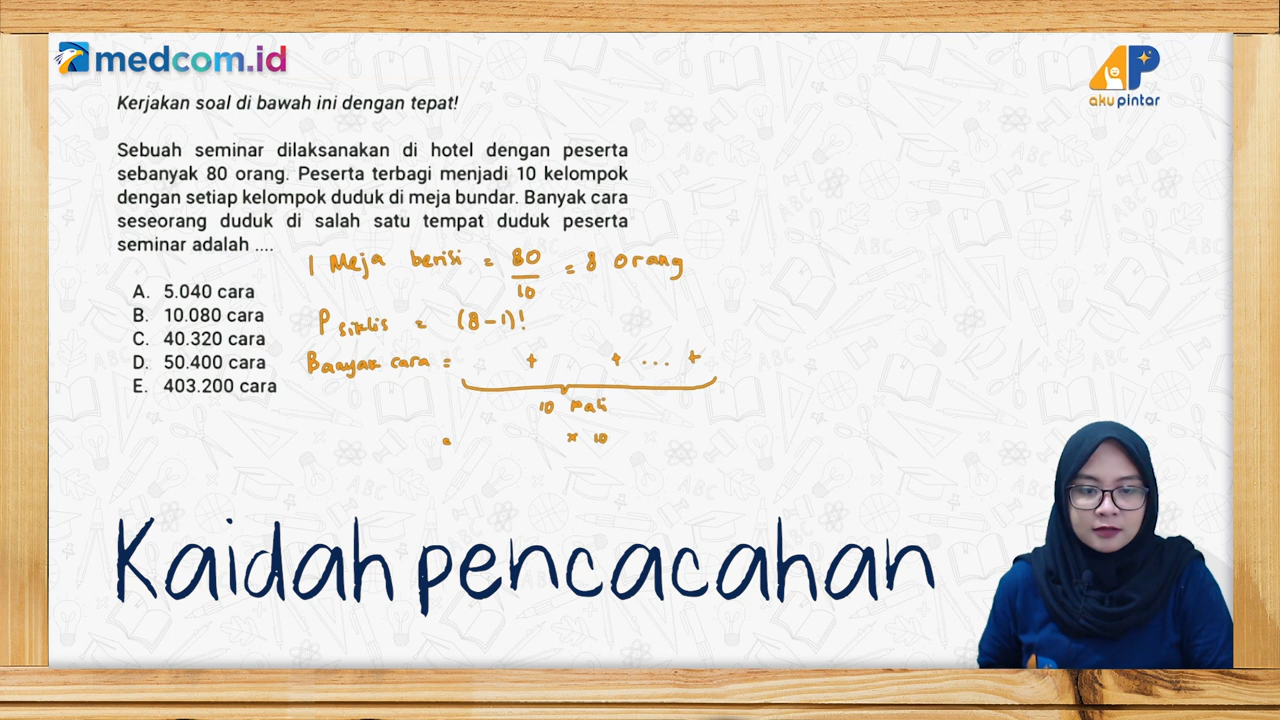 medcom.id
aku pintar
Kerjakan soal di bawah ini dengan tepat!
Sebuah seminar dilaksanakan di hotel dengan peserta
sebanyak 80 orang. Peserta terbagi menjadi 10 kelompok
dengan setiap kelompok duduk di meja bundar. Banyak cara
seseorang duduk di salah satu tempat duduk peserta
seminar adalah ....
1 Meja berisi = 80/10 = 8 orang
A. 5.040 cara
B. 10.080 cara
C. 40.320 cara
D. 50.400 cara
E. 403.200 cara
P siklis = (8-1)!
Banyak cara = + + ... +
10 kali
= × 10
Kaidah pencacahan